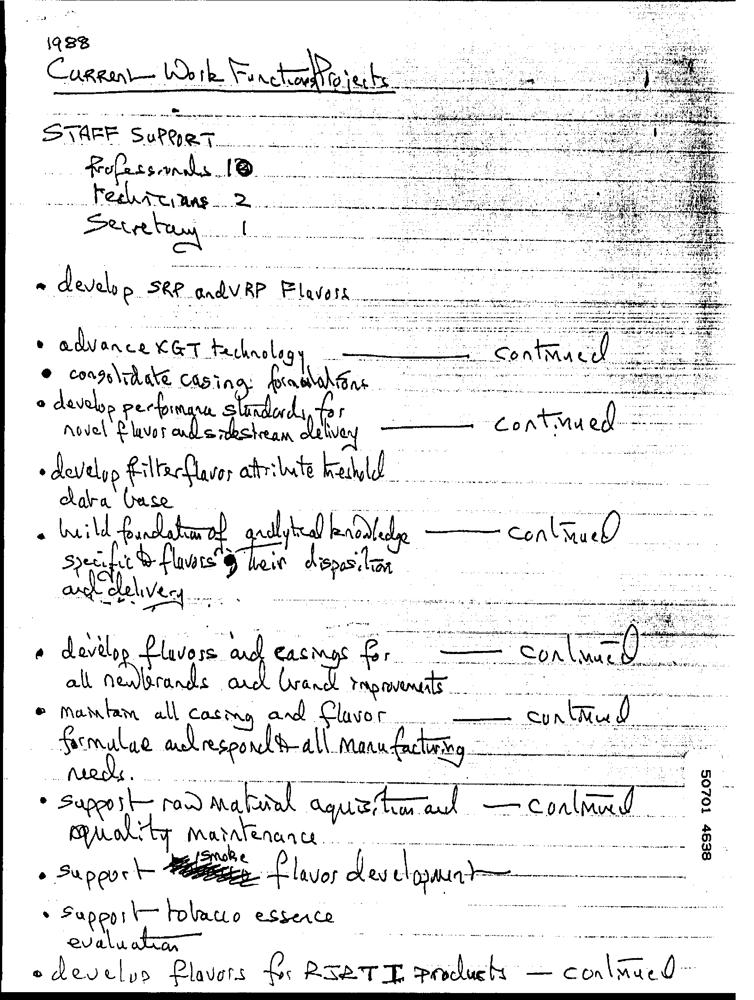 1988
Current Work Functions/Projects
STAFF SUPPORT
Professionals 10
Technicians 2
Secretary 1
• develop SRP and VRP Flavors
• advance XGT technology — continued
• consolidate casing formulations
• develop performance standards for
novel flavor and sidestream delivery — continued
• develop filter flavor attribute treshold
data base
• build foundation of analytical knowledge — continued
specific to flavors, their disposition
and delivery
• develop flavors and casings for — continued
all new brands and brand improvements
• maintain all casing and flavor — continued
formulae and respond to all manufacturing
needs.
• support raw material aquisition and — continued
quality maintenance
• support smoke flavor development
• support tobacco essence
evaluation
• develop flavors for RJRTI products — continued
50701 4638